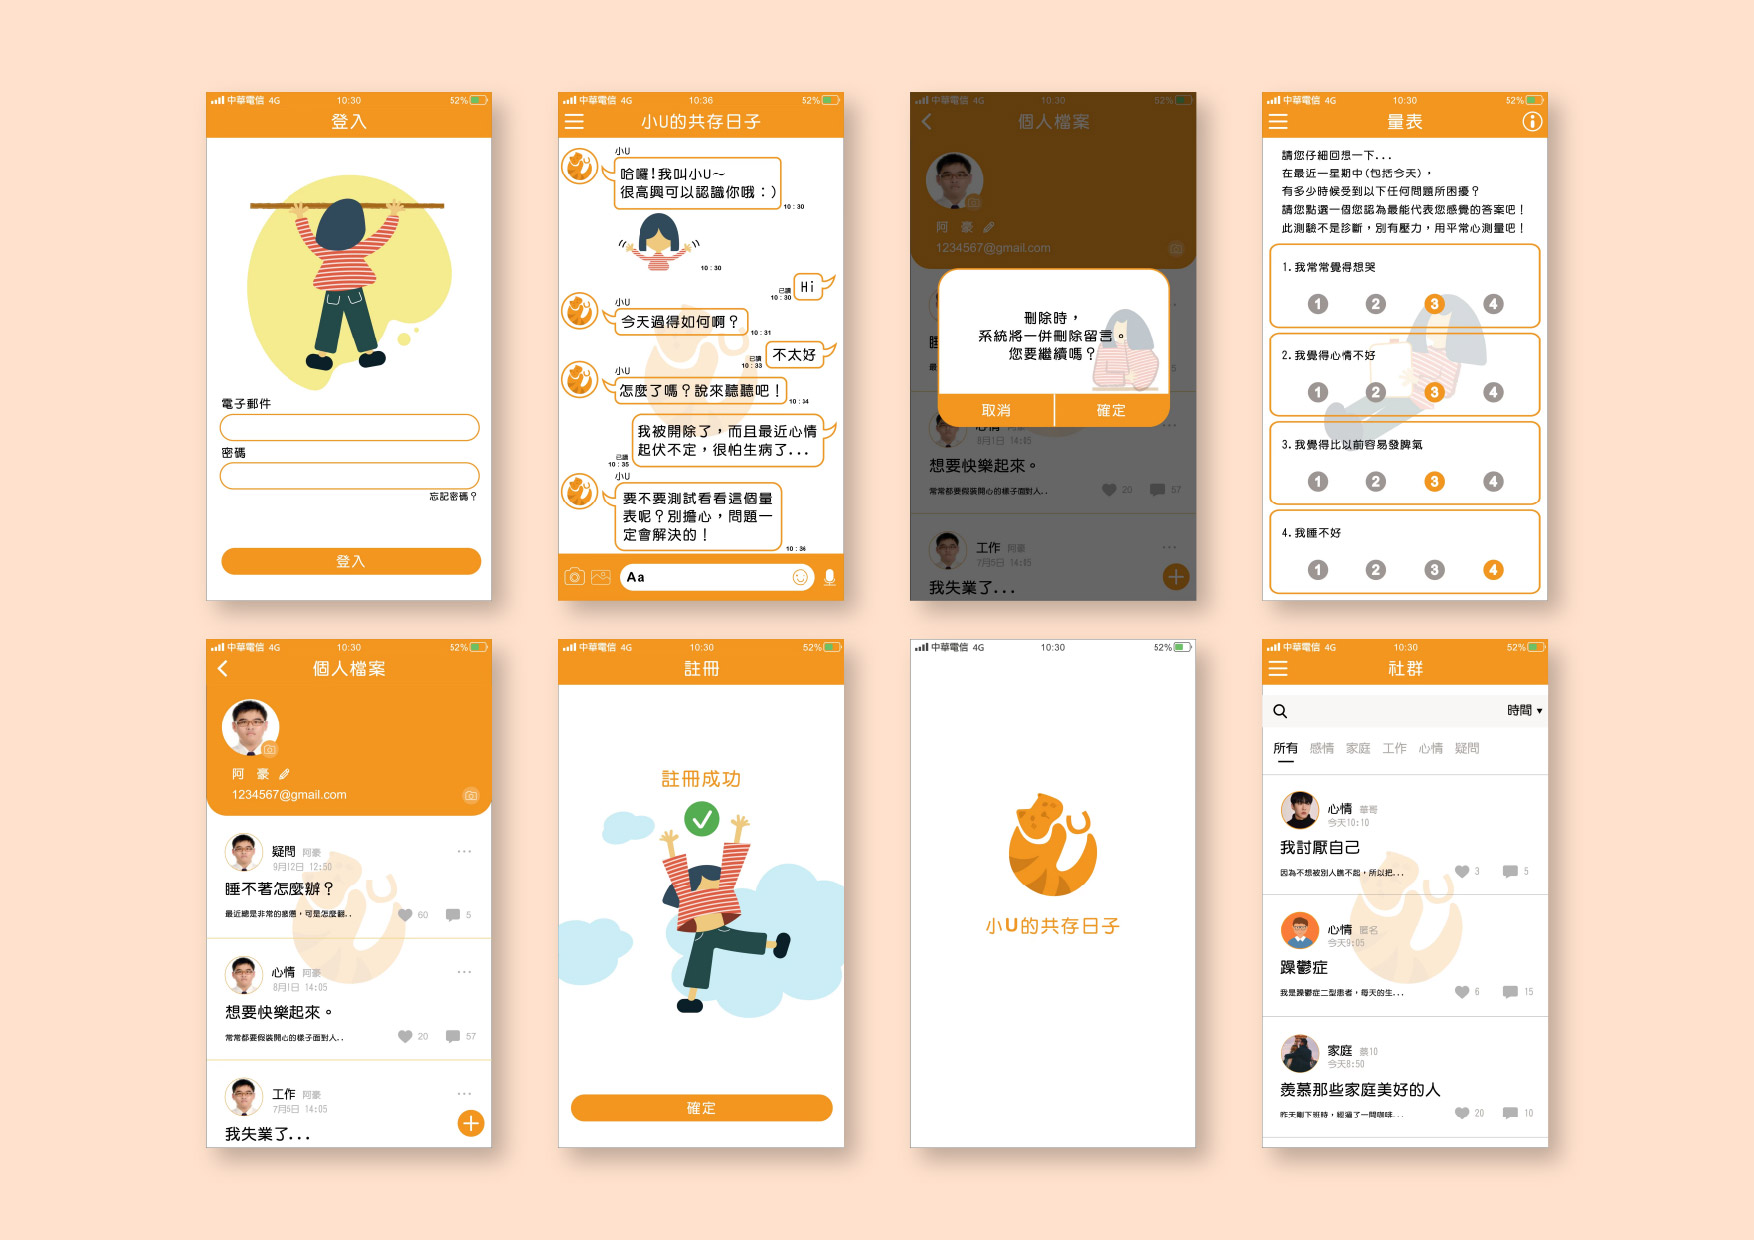 中華電信 4G 10:30 52%
登入
電子郵件
密碼
忘記密碼？
登入
中華電信 4G 10:36 52%
小U的共存日子
小U
哈囉!我叫小U~
很高興可以認識你哦：)
10：30
10：30
Hi
已讀
10：30
小U
今天過得如何啊？
10：31
不太好
已讀
10：33
小U
怎麼了嗎？說來聽聽吧！
10：34
我被開除了，而且最近心情
起伏不定，很怕生病了...
已讀
10：35
小U
要不要測試看看這個量
表呢？別擔心，問題一
定會解決的！
10：36
Aa
中華電信 4G 10:30 52%
個人檔案
阿 豪
1234567@gmail.com
刪除時，
系統將一併刪除留言。
您要繼續嗎？
取消 確定
心情
8月1日 14:05
想要快樂起來。
常常都要假裝開心的樣子面對人.. 20 57
工作 阿豪
7月5日 14:05
我失業了...
中華電信 4G 10:30 52%
量表
請您仔細回想一下...
在最近一星期中(包括今天)，
有多少時候受到以下任何問題所困擾？
請您點選一個您認為最能代表您感覺的答案吧！
此測驗不是診斷，別有壓力，用平常心測量吧！
1.我常常覺得想哭
1 2 3 4
2.我覺得心情不好
1 2 3 4
3.我覺得比以前容易發脾氣
1 2 3 4
4.我睡不好
1 2 3 4
中華電信 4G 10:30 52%
個人檔案
阿 豪
1234567@gmail.com
疑問 阿豪
9月12日 12:50
睡不著怎麼辦？
最近總是非常的疲憊，可是怎麼翻.. 60 5
心情 阿豪
8月1日 14:05
想要快樂起來。
常常都要假裝開心的樣子面對人.. 20 57
工作 阿豪
7月5日 14:05
我失業了...
中華電信 4G 10:30 52%
註冊
註冊成功
確定
中華電信 4G 10:30 52%
U
小U的共存日子
中華電信 4G 10:30 52%
社群
時間▼
所有 感情 家庭 工作 心情 疑問
心情 華哥
今天10:10
我討厭自己
因為不想被別人瞧不起，所以把... 3 5
心情 匿名
今天9:05
躁鬱症
我是躁鬱症二型患者，每天的生... 6 15
家庭 蔡10
今天8:50
羨慕那些家庭美好的人
昨天剛下班時，經過了一間咖啡... 20 10